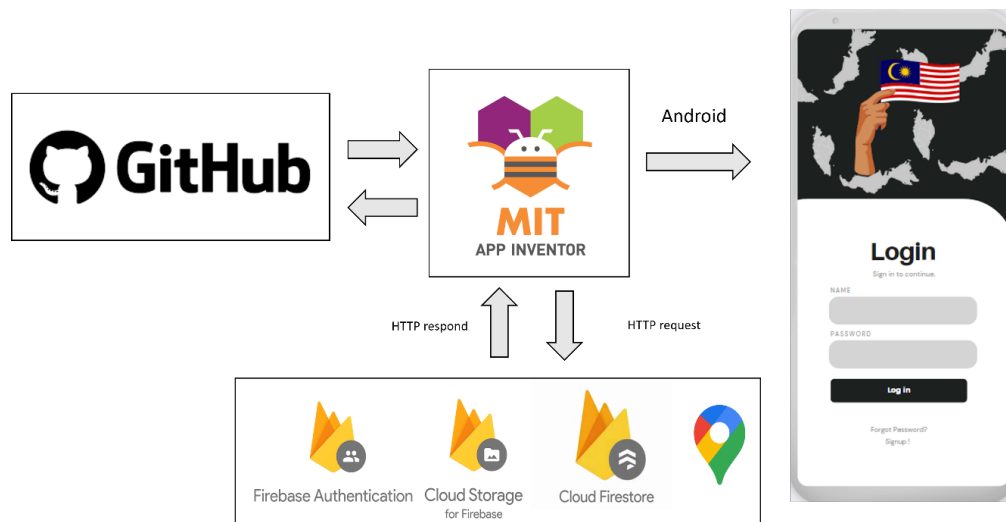 GitHub
MIT
APP INVENTOR
Android
HTTP respond
HTTP request
Firebase Authentication
Cloud Storage
for Firebase
Cloud Firestore
Login
Sign in to continue.
NAME
PASSWORD
Log in
Forgot Password?
Signup !